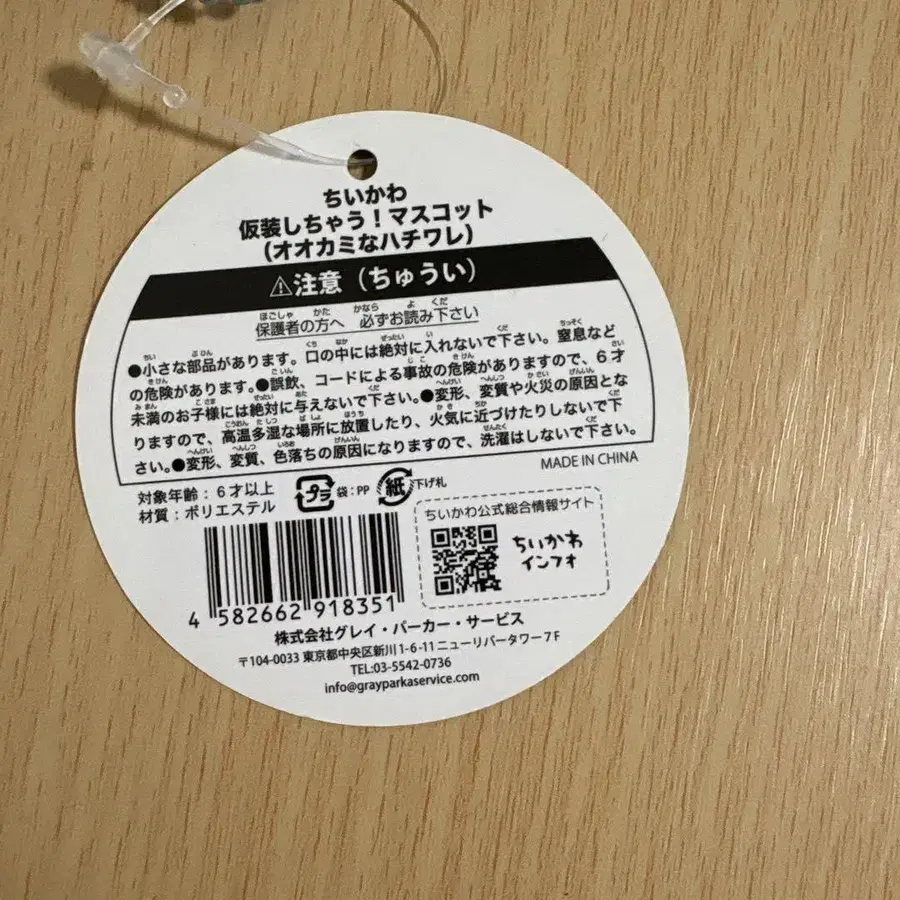 ちいかわ
仮装しちゃう!マスコット
(オオカミなハチワレ)
⚠注意(ちゅうい)
保護者の方へ 必ずお読み下さい
●小さな部品があります。口の中には絶対に入れないで下さい。窒息など
の危険があります。●誤飲、コードによる事故の危険がありますので、6才
未満のお子様には絶対に与えないで下さい。●変形、変質や火災の原因とな
りますので、高温多湿な場所に放置したり、火気に近づけたりしないで下
さい。●変形、変質、色落ちの原因になりますので、洗濯はしないで下さい。
MADE IN CHINA
対象年齢:6才以上
材質:ポリエステル
プラ 袋:PP 紙 下げ札
ちいかわ公式総合情報サイト
ちいかわ
インフォ
4 582662 918351
株式会社グレイ・パーカー・サービス
〒104-0033 東京都中央区新川1-6-11ニューリバータワー7F
TEL:03-5542-0736
info@grayparkaservice.com